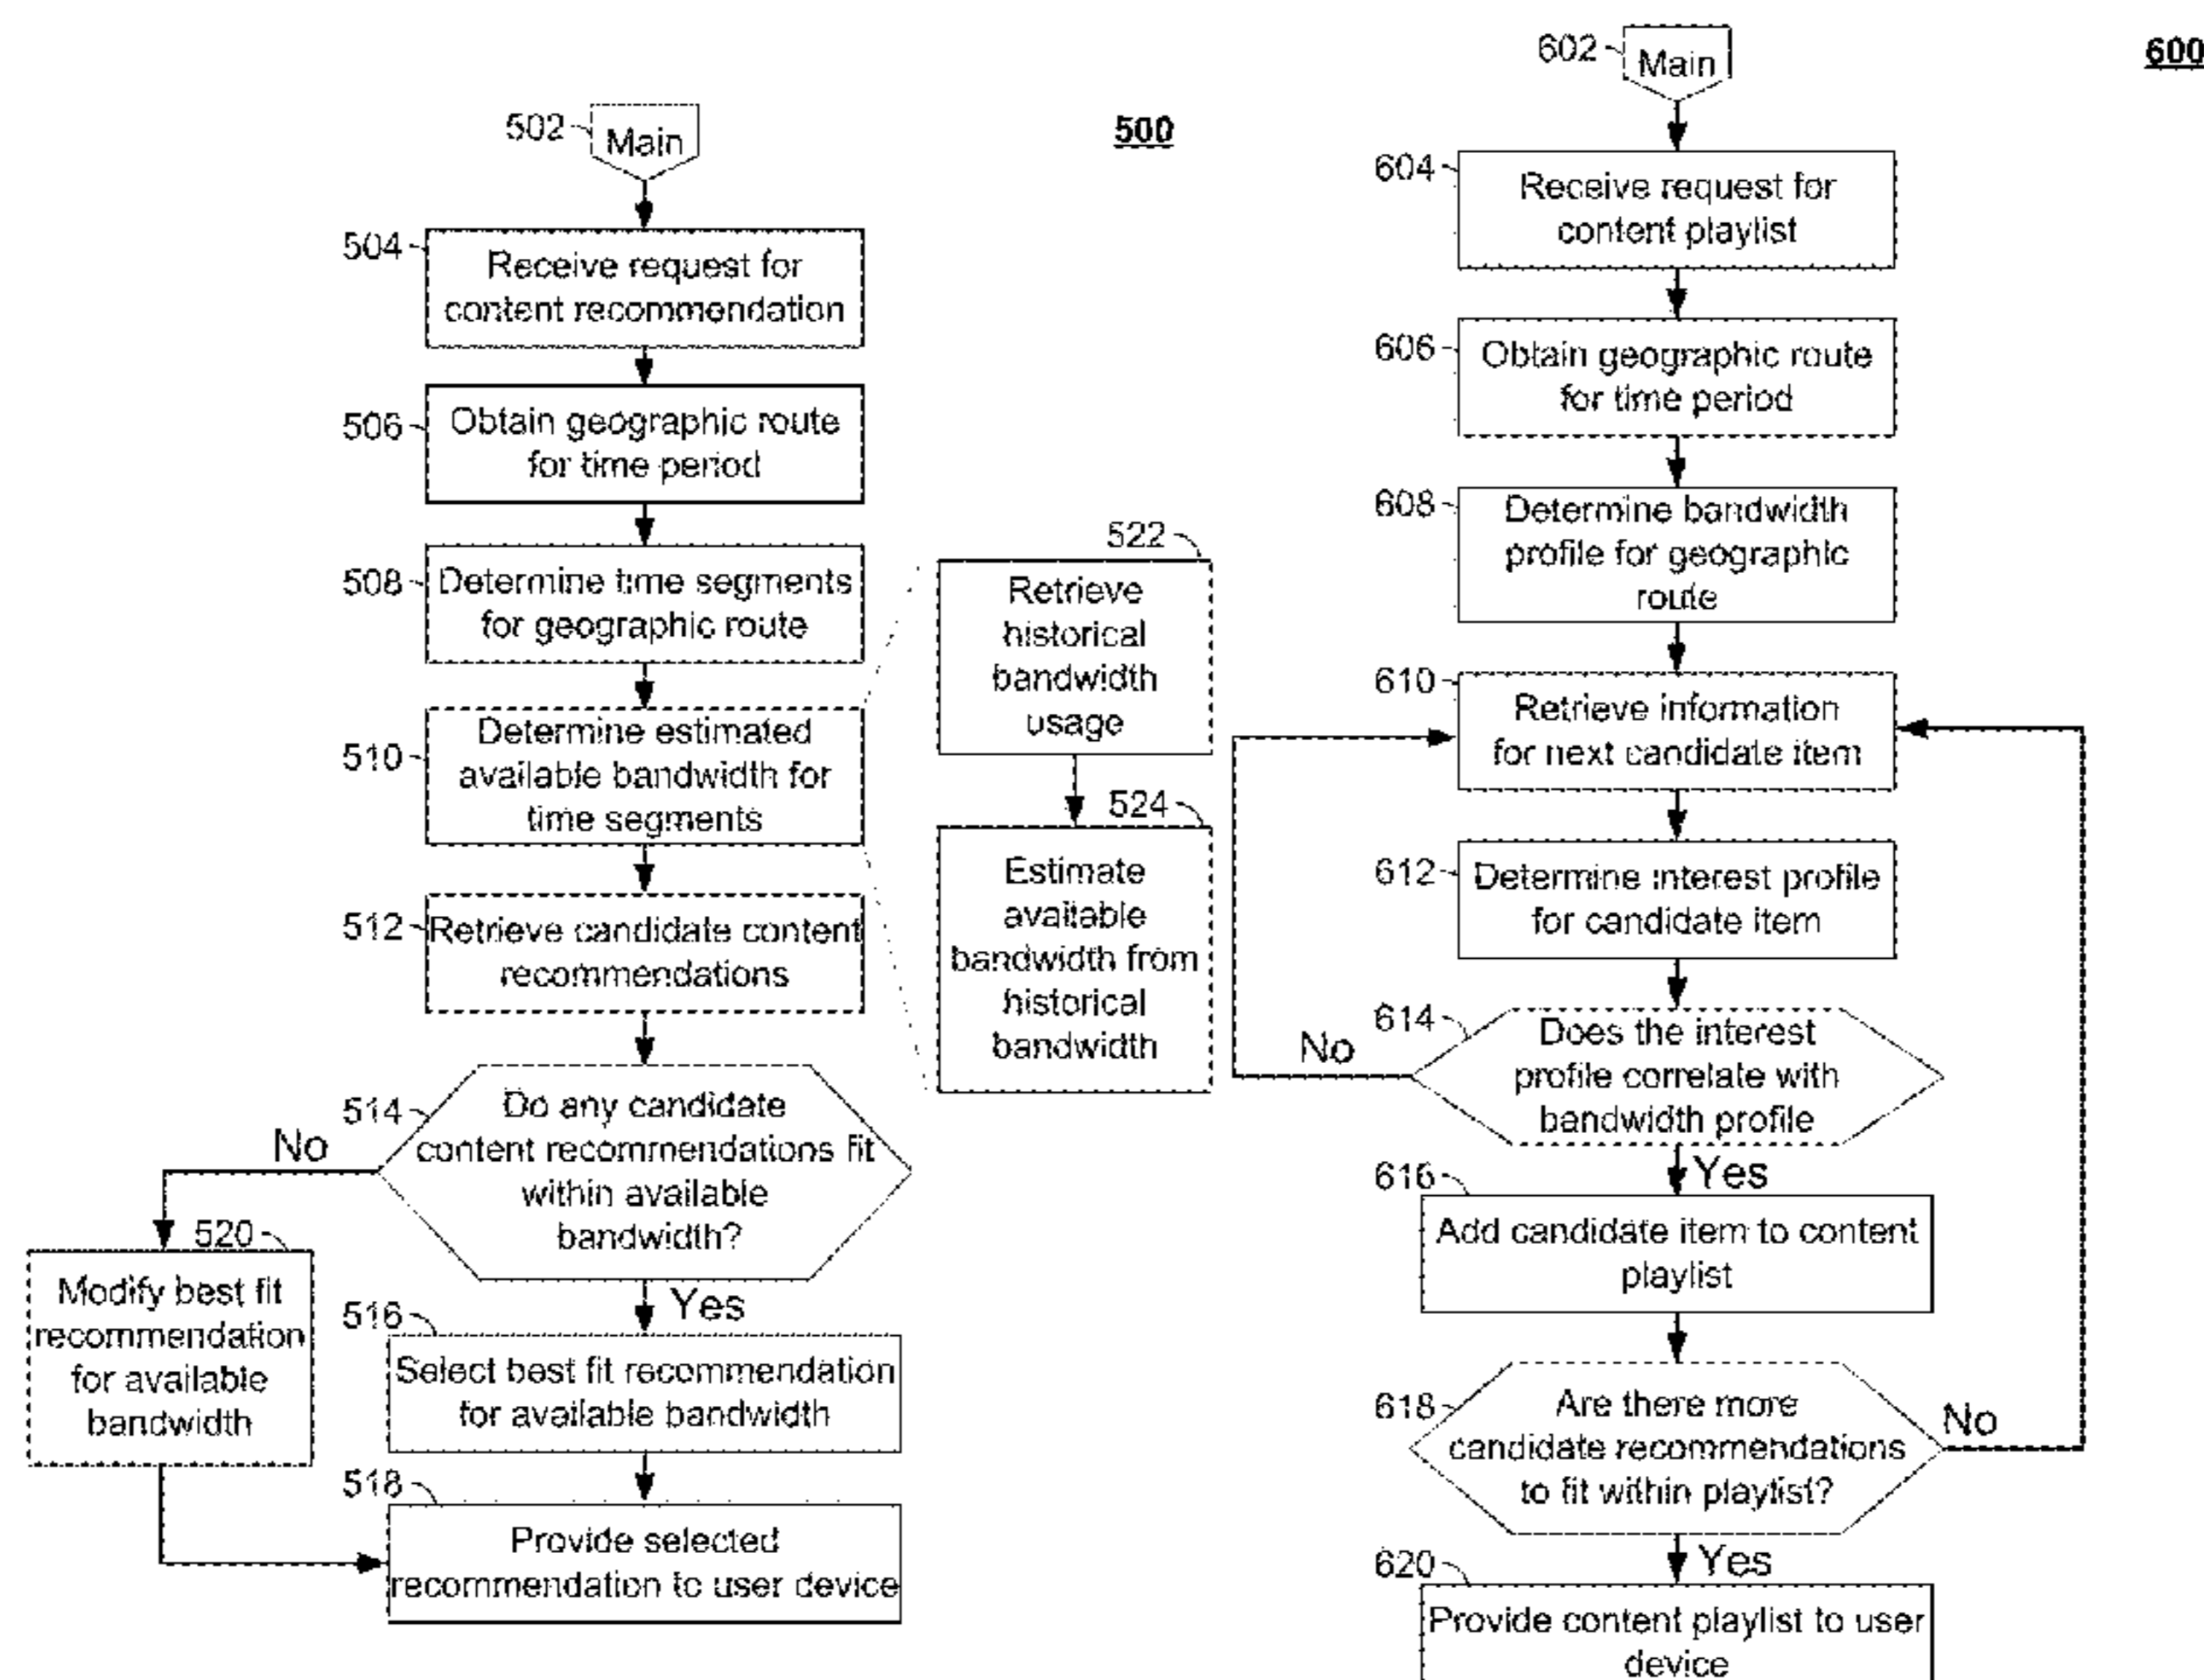 500
502
Main
504
Receive request for
content recommendation
506
Obtain geographic route
for time period
508
Determine time segments
for geographic route
510
Determine estimated
available bandwidth for
time segments
522
Retrieve
historical
bandwidth
usage
524
Estimate
available
bandwidth from
historical
bandwidth
512
Retrieve candidate content
recommendations
514
Do any candidate
content recommendations fit
within available
bandwidth?
No
Yes
520
Modify best fit
recommendation
for available
bandwidth
516
Select best fit recommendation
for available bandwidth
518
Provide selected
recommendation to user device
600
602
Main
604
Receive request for
content playlist
606
Obtain geographic route
for time period
608
Determine bandwidth
profile for geographic
route
610
Retrieve information
for next candidate item
612
Determine interest profile
for candidate item
614
Does the interest
profile correlate with
bandwidth profile
No
Yes
616
Add candidate item to content
playlist
618
Are there more
candidate recommendations
to fit within playlist?
No
Yes
620
Provide content playlist to user
device